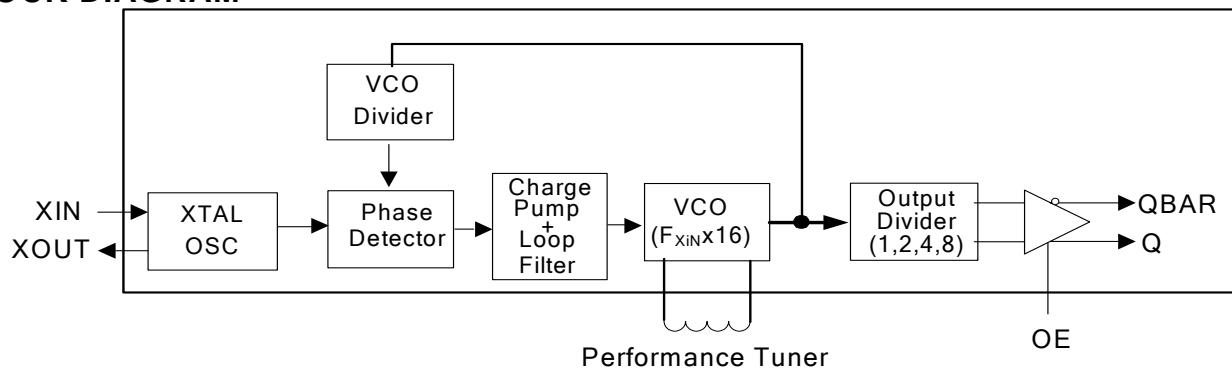 VCO
Divider
XIN
XOUT
XTAL
OSC
Phase
Detector
Charge
Pump
+
Loop
Filter
VCO
(FXiNx16)
Output
Divider
(1,2,4,8)
QBAR
Q
OE
Performance Tuner